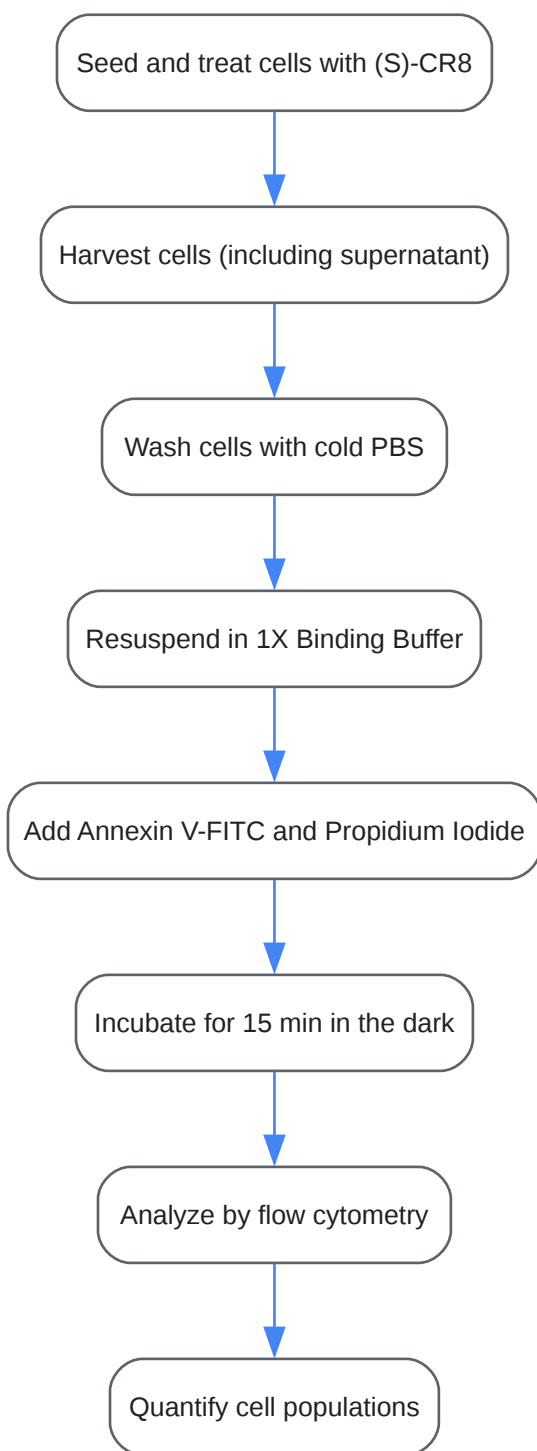 Seed and treat cells with (S)-CR8
Harvest cells (including supernatant)
Wash cells with cold PBS
Resuspend in 1X Binding Buffer
Add Annexin V-FITC and Propidium Iodide
Incubate for 15 min in the dark
Analyze by flow cytometry
Quantify cell populations